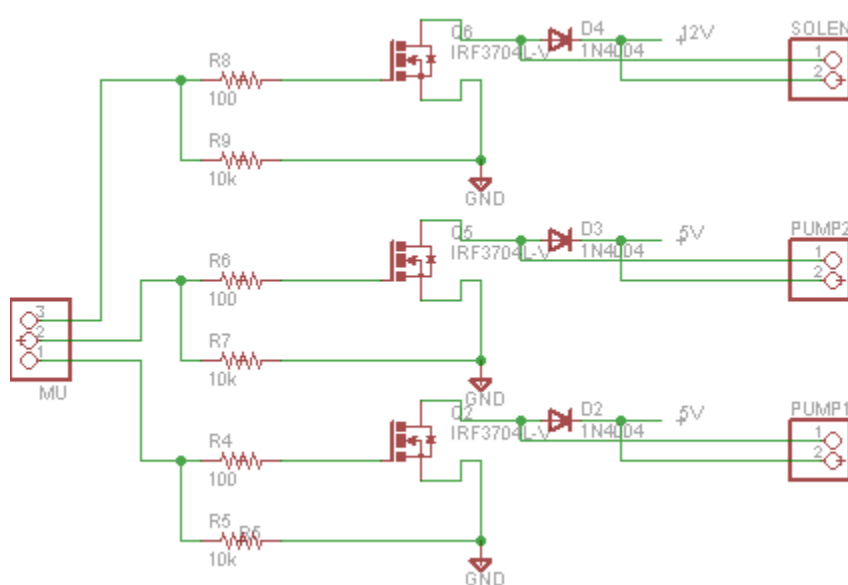 Q6
D4
SOLEN
IRF3704L-V
1N4004
12V
R8
1
100
2
R9
10k
GND
Q5
D3
PUMP2
IRF3704L-V
1N4004
5V
R6
1
100
2
3
2
1
R7
10k
MU
GND
Q2
D2
PUMP1
IRF3704L-V
1N4004
5V
R4
1
100
2
R5
R5
10k
GND